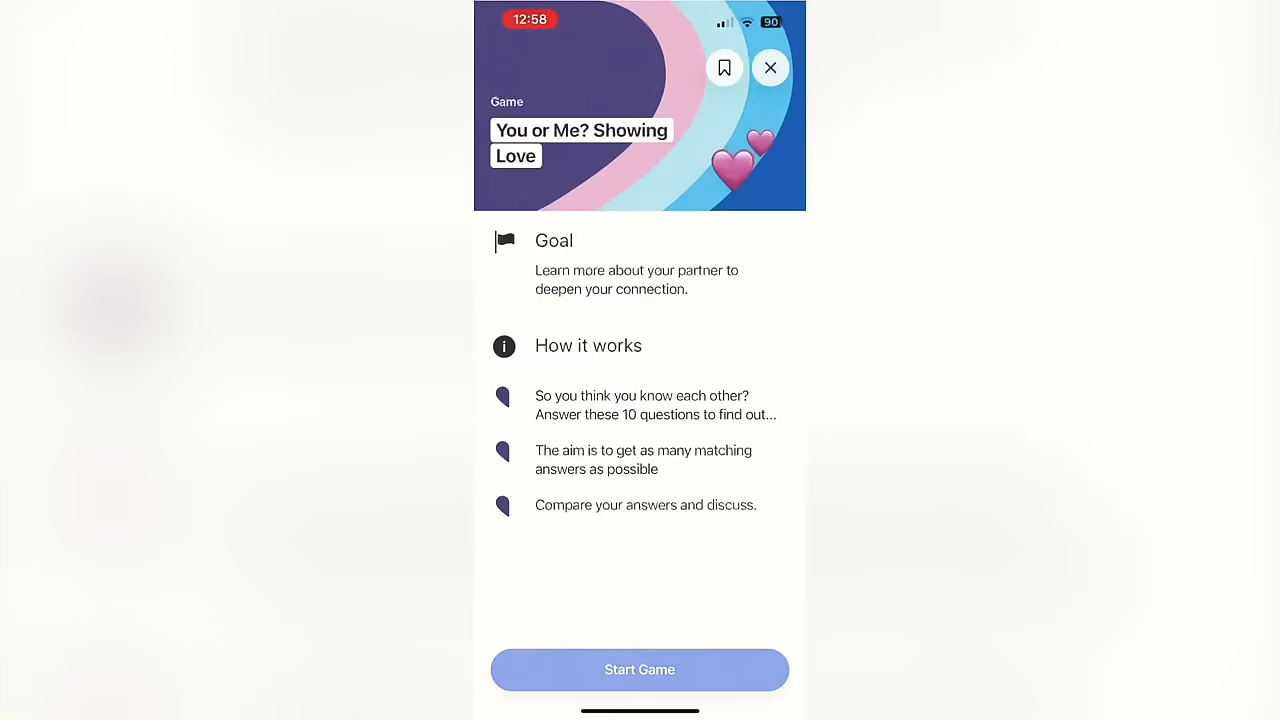 12:58
90
Game
You or Me? Showing
Love
Goal
Learn more about your partner to
deepen your connection.
How it works
So you think you know each other?
Answer these 10 questions to find out...
The aim is to get as many matching
answers as possible
Compare your answers and discuss.
Start Game